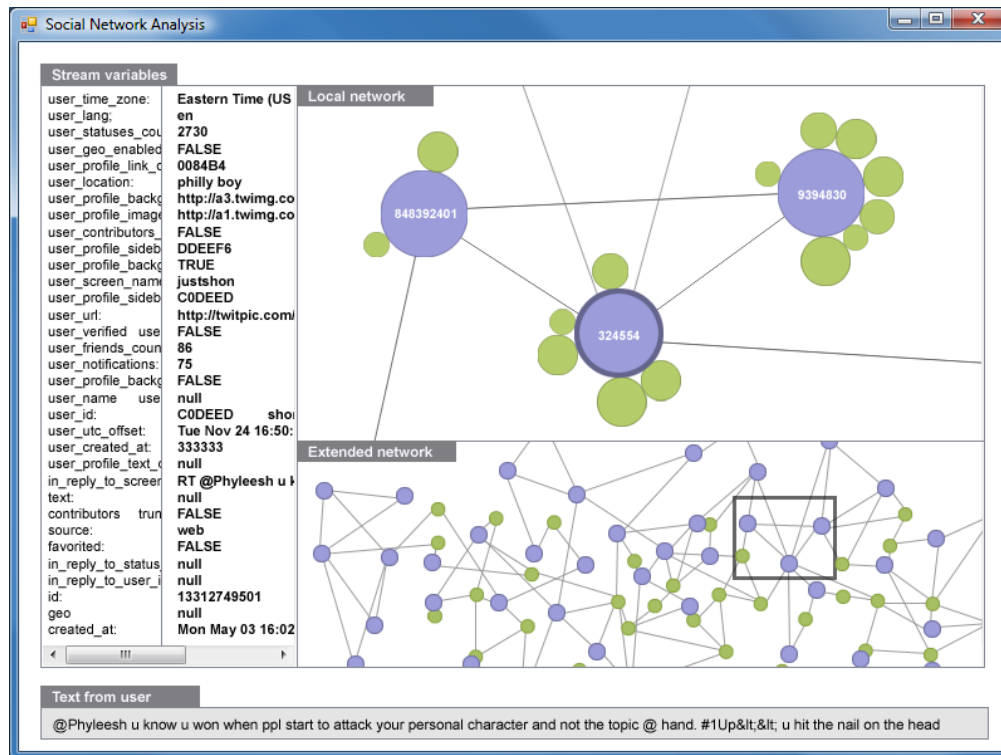 Social Network Analysis
Stream variables
user_time_zone: Eastern Time (US
user_lang; en
user_statuses_cou 2730
user_geo_enabled FALSE
user_profile_link_c 0084B4
user_location: philly boy
user_profile_backg http://a3.twimg.co
user_profile_image http://a1.twimg.co
user_contributors_ FALSE
user_profile_sideb DDEEF6
user_profile_backg TRUE
user_screen_name justshon
user_profile_sideb C0DEED
user_url: http://twitpic.com/
user_verified use FALSE
user_friends_coun 86
user_notifications: 75
user_profile_backg FALSE
user_name use null
user_id: C0DEED shor
user_utc_offset: Tue Nov 24 16:50:
user_created_at: 333333
user_profile_text_c null
in_reply_to_screer RT @Phyleesh u k
text: null
contributors trun FALSE
source: web
favorited: FALSE
in_reply_to_status_ null
in_reply_to_user_i null
id: 13312749501
geo null
created_at: Mon May 03 16:02
Local network
848392401
9394830
324554
Extended network
Text from user
@Phyleesh u know u won when ppl start to attack your personal character and not the topic @ hand. #1Up&lt;&lt; u hit the nail on the head